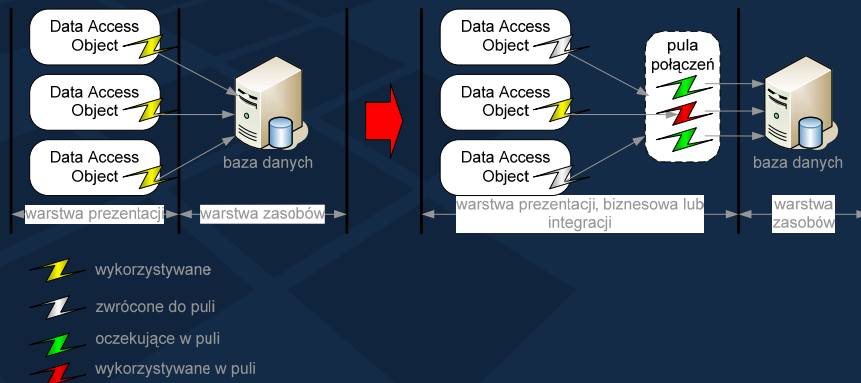 Data Access
Object
Data Access
Object
Data Access
Object
baza danych
warstwa prezentacji
warstwa zasobów
Data Access
Object
Data Access
Object
Data Access
Object
pula
połączeń
baza danych
warstwa prezentacji, biznesowa lub
integracji
warstwa
zasobów
wykorzystywane
zwrócone do puli
oczekujące w puli
wykorzystywane w puli